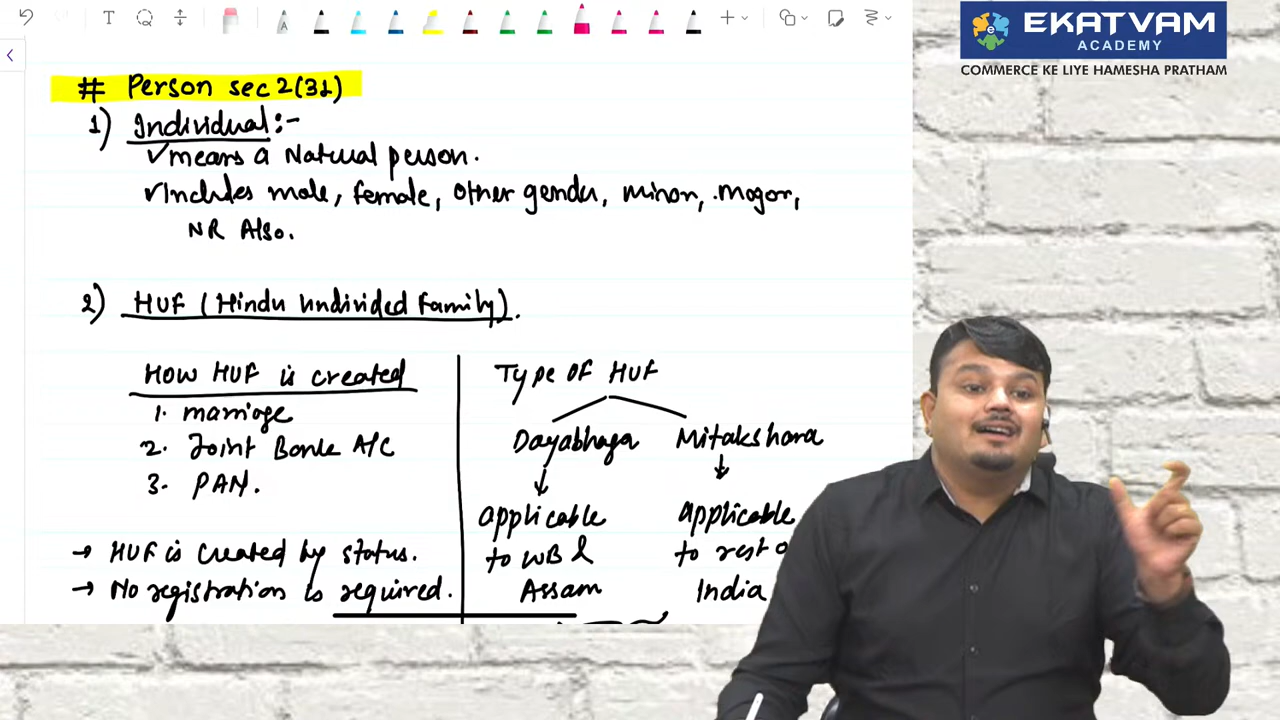 EKATVAM
ACADEMY
COMMERCE KE LIYE HAMESHA PRATHAM
# Person sec 2(31)
1) Individual:-
✓means a Natural person.
✓Includes male, female, other gender, minor, .mogor,
NR Also.
2) HUF (Hindu Undivided Family).
How HUF is created
1. marriage
2. Joint Bank A/C
3. PAN.
→ HUF is created by status.
→ No registration is required.
Type OF HUF
Dayabhaga Mitakshara
applicable applicable
to WB & to rest
Assam India